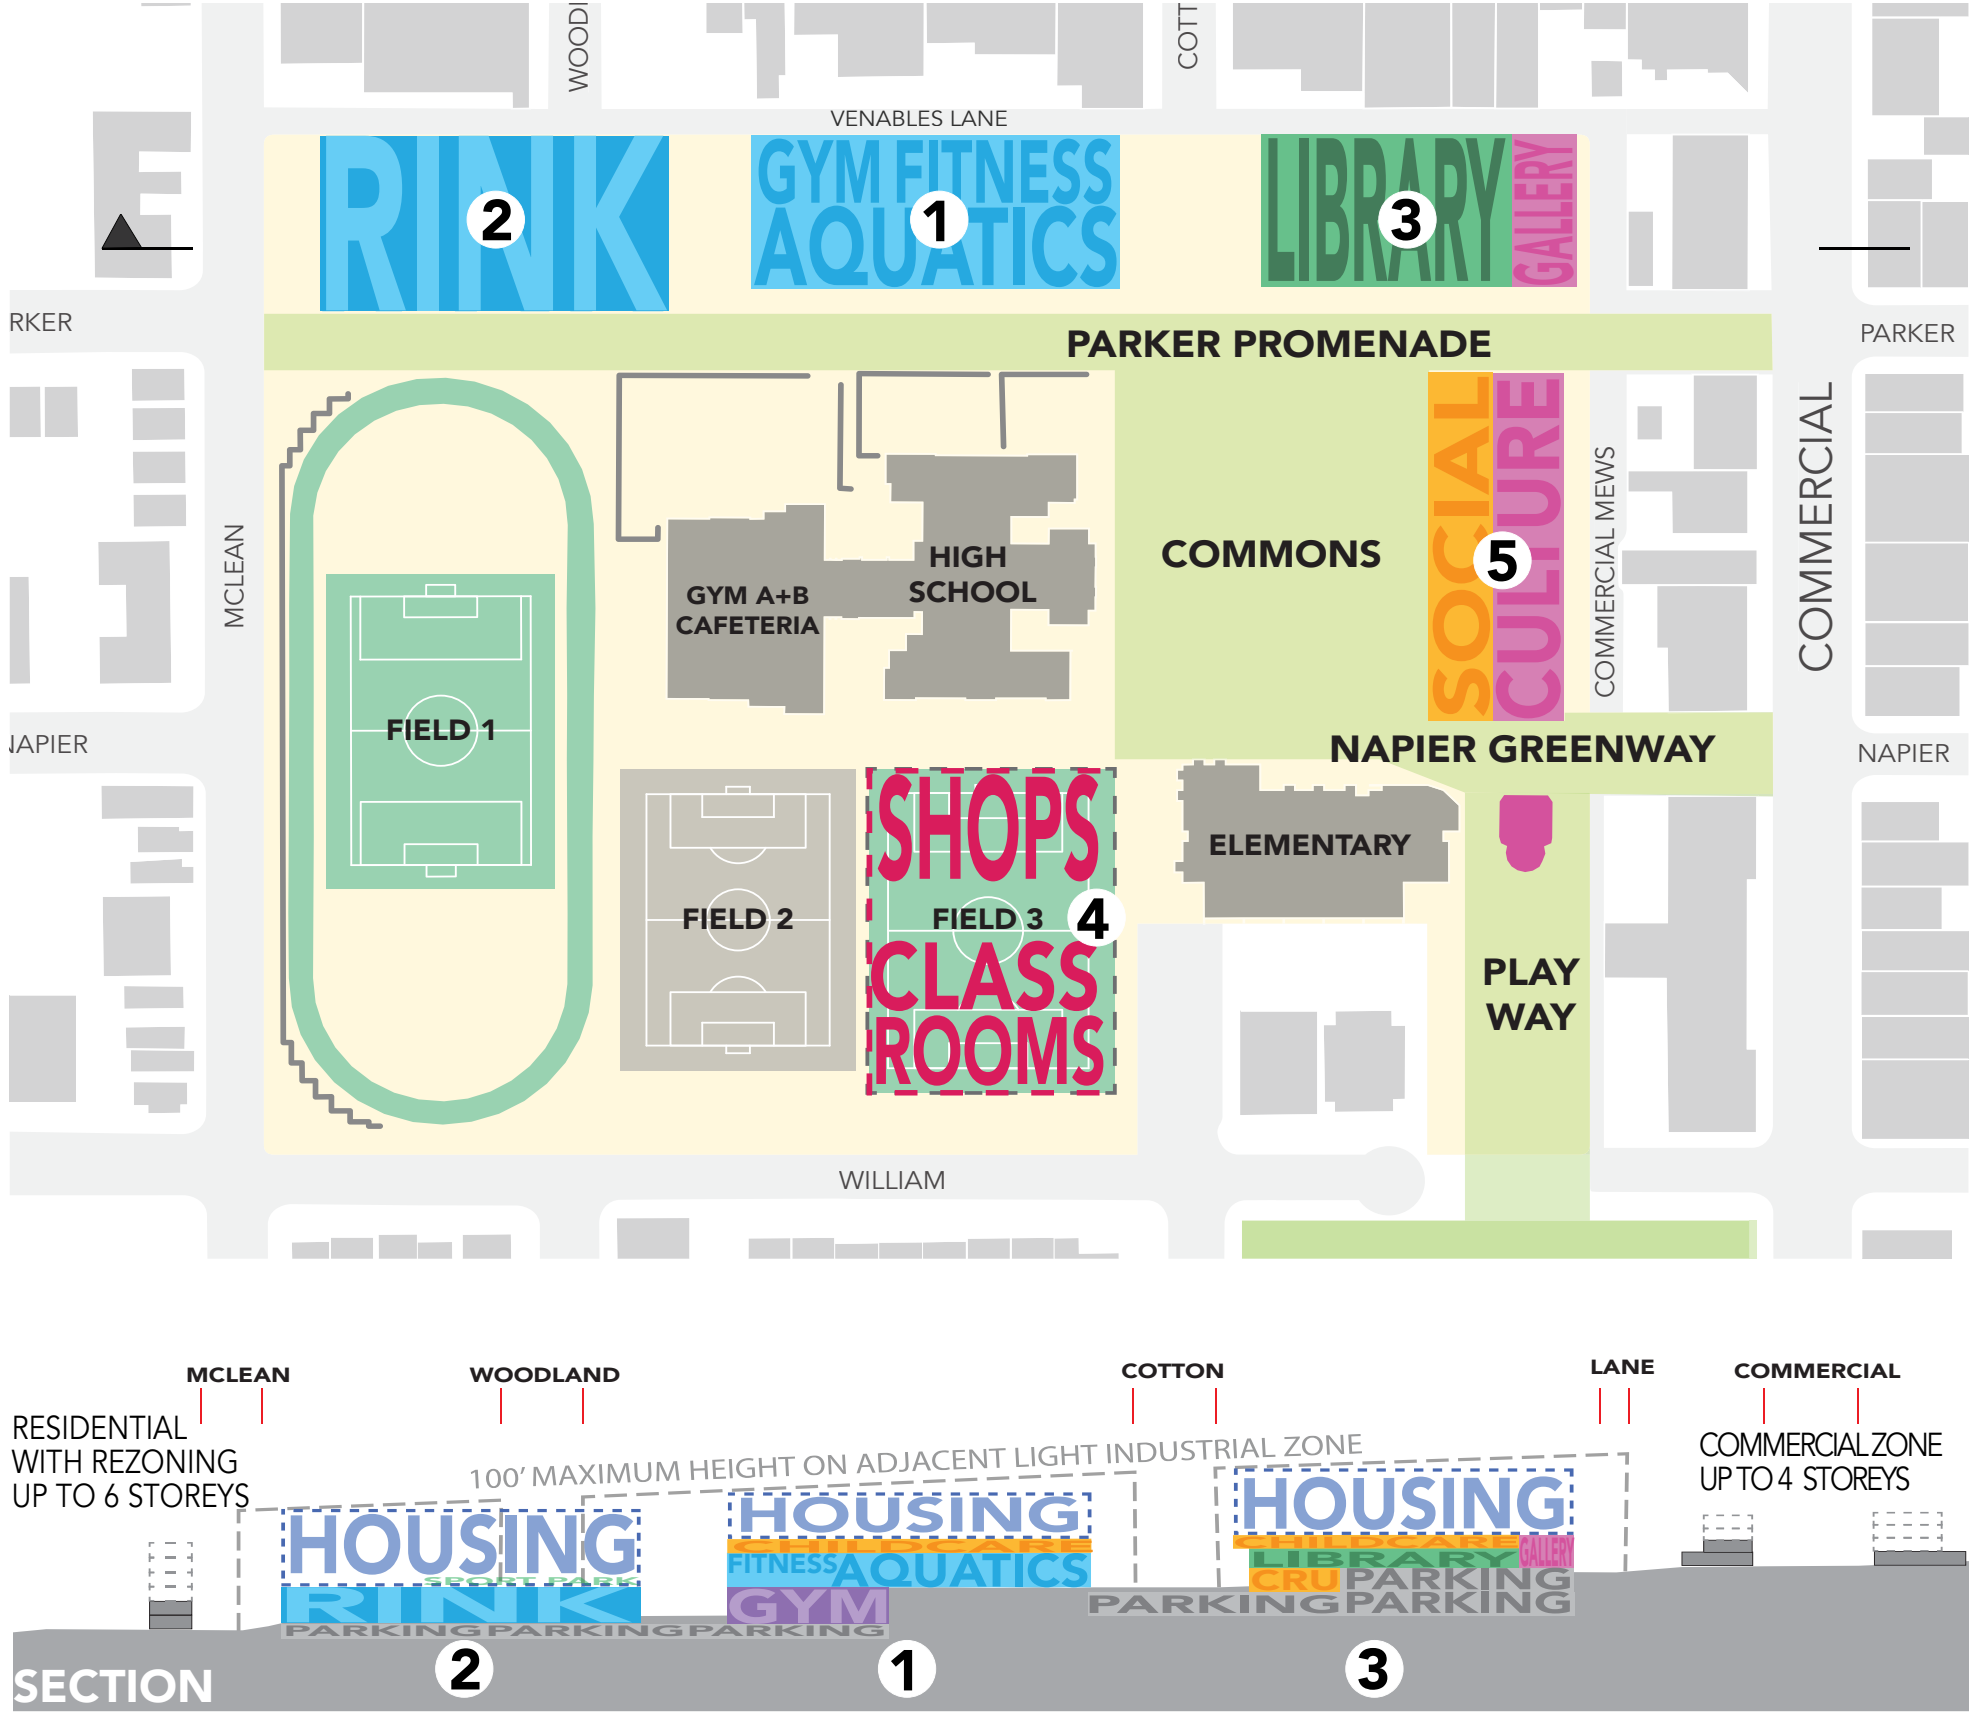 WOODI
COTT
VENABLES LANE
RINK
2
GYM FITNESS
AQUATICS
1
LIBRARY
3
GALLERY
RKER
PARKER PROMENADE
PARKER
MCLEAN
GYM A+B
CAFETERIA
HIGH
SCHOOL
COMMONS
SOCIAL
CULTURE
5
COMMERCIAL MEWS
COMMERCIAL
FIELD 1
NAPIER
NAPIER GREENWAY
NAPIER
SHOPS
FIELD 2
FIELD 3
4
CLASS
ROOMS
ELEMENTARY
PLAY
WAY
WILLIAM
MCLEAN
WOODLAND
COTTON
LANE
COMMERCIAL
RESIDENTIAL
WITH REZONING
UP TO 6 STOREYS
100' MAXIMUM HEIGHT ON ADJACENT LIGHT INDUSTRIAL ZONE
COMMERCIAL ZONE
UP TO 4 STOREYS
HOUSING
SPORT PARK
RINK
PARKING PARKING PARKING
HOUSING
CHILDCARE
FITNESS AQUATICS
GYM
HOUSING
CHILDCARE
LIBRARY GALLERY
CRU PARKING
PARKING PARKING
2
1
3
SECTION